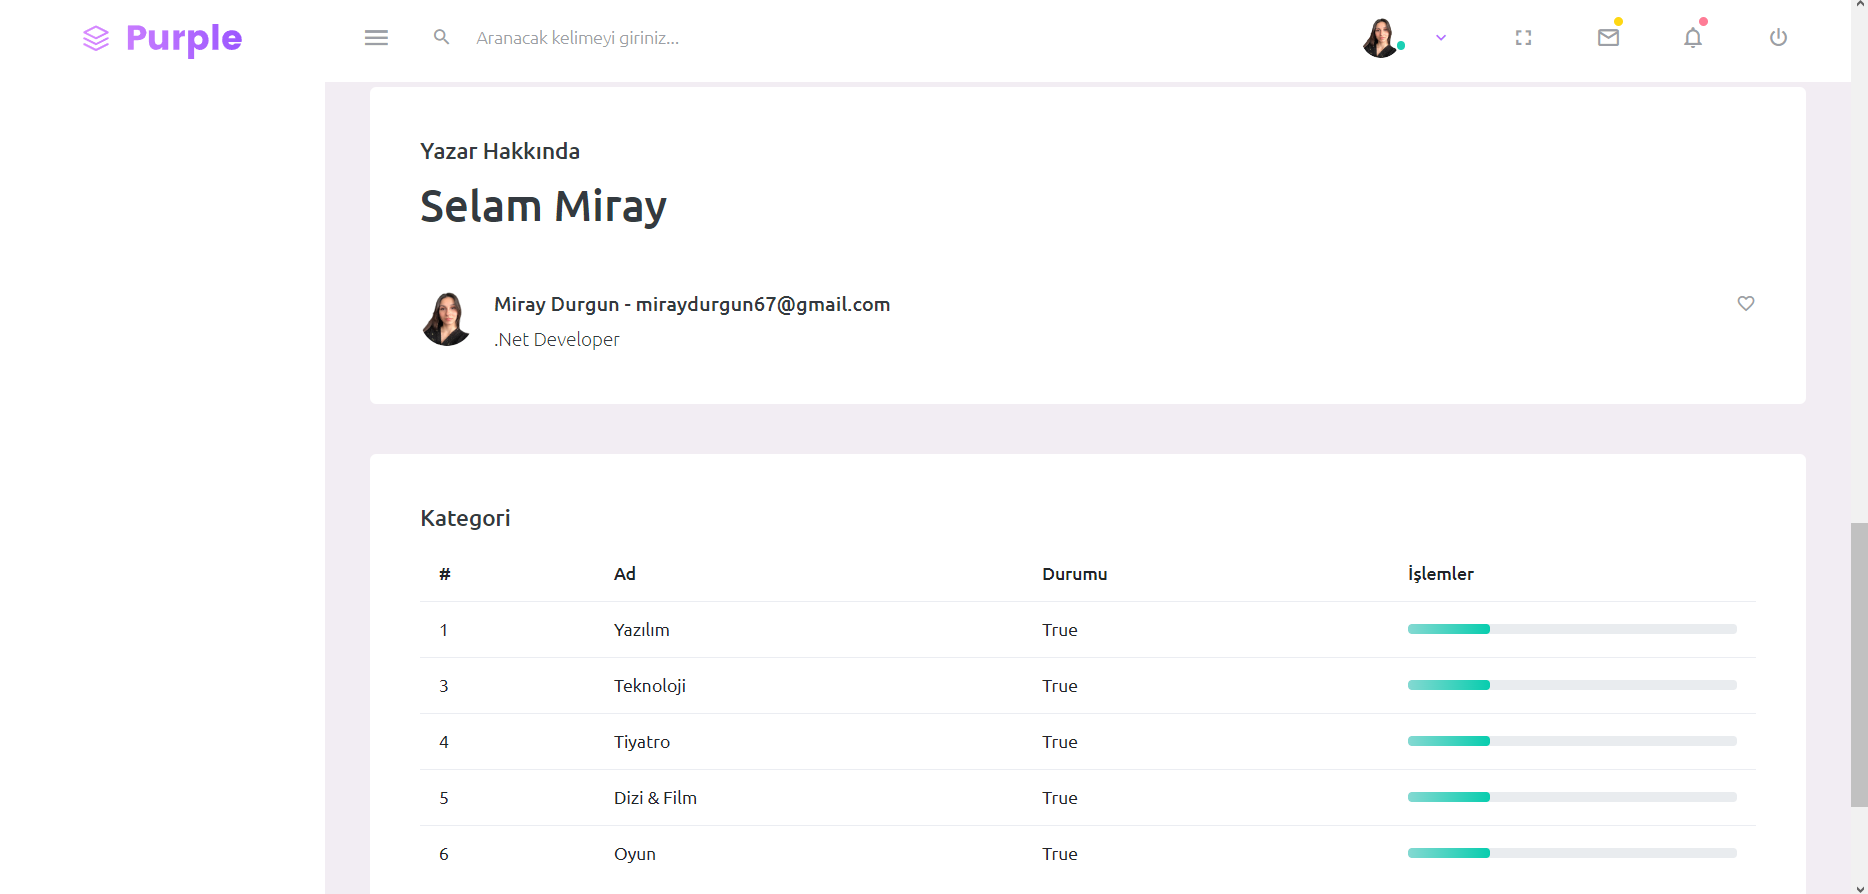 Purple
Aranacak kelimeyi giriniz...
Yazar Hakkında
Selam Miray
Miray Durgun - miraydurgun67@gmail.com
.Net Developer
Kategori
# Ad Durumu İşlemler
1 Yazılım True
3 Teknoloji True
4 Tiyatro True
5 Dizi & Film True
6 Oyun True